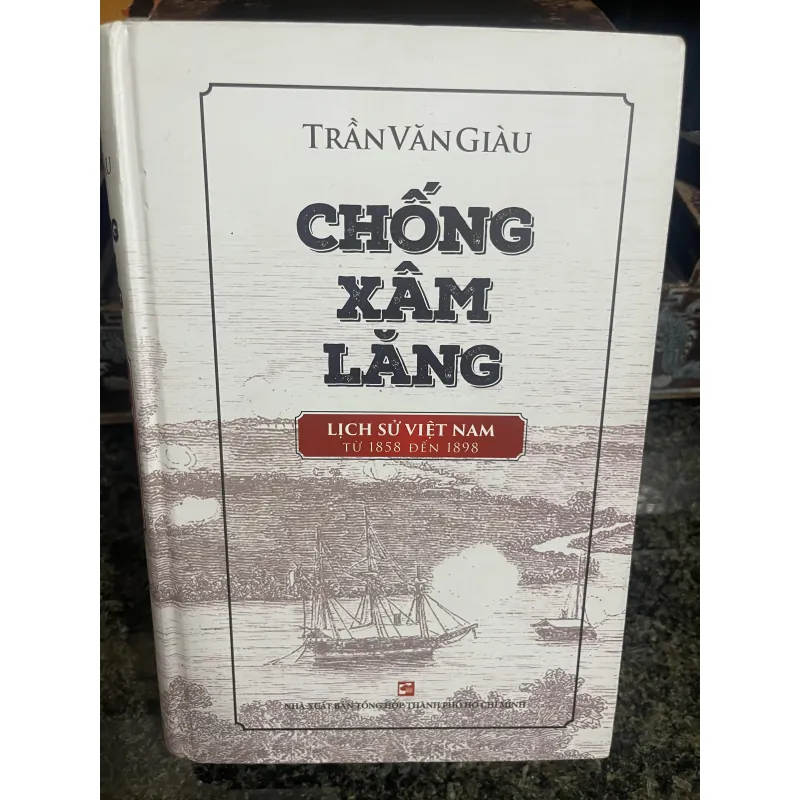 TRẦN VĂN GIÀU
CHỐNG
XÂM
LĂNG
LỊCH SỬ VIỆT NAM
TỪ 1858 ĐẾN 1898
NHÀ XUẤT BẢN TỔNG HỢP THÀNH PHỐ HỒ CHÍ MINH